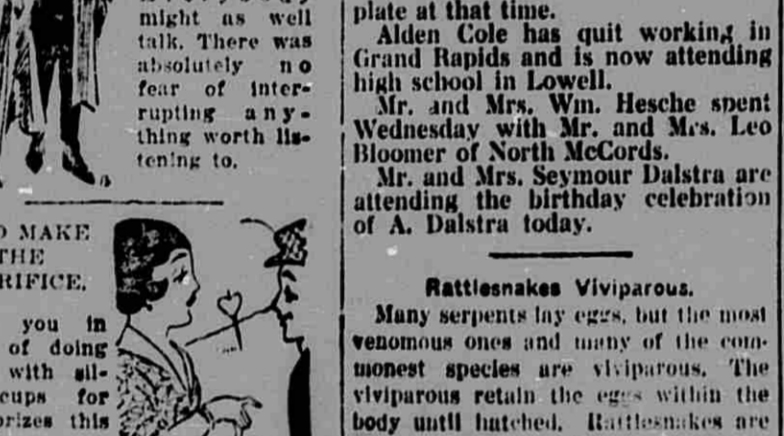 might as well
talk. There was
absolutely no
fear of inter-
rupting any-
thing worth lis-
tening to.
MAKE
THE
RIFICE.
you in
of doing
with sil-
cups for
this
plate at that time.
Alden Cole has quit working in
Grand Rapids and is now attending
high school in Lowell.
Mr. and Mrs. Wm. Hesche spent
Wednesday with Mr. and Mrs. Leo
Bloomer of North McCords.
Mr. and Mrs. Seymour Dalstra are
attending the birthday celebration
of A. Dalstra today.
Rattlesnakes Viviparous.
Many serpents lay eggs, but the most
venomous ones and many of the com-
monest species are viviparous. The
viviparous retain the eggs within the
body until hatched. Rattlesnakes are